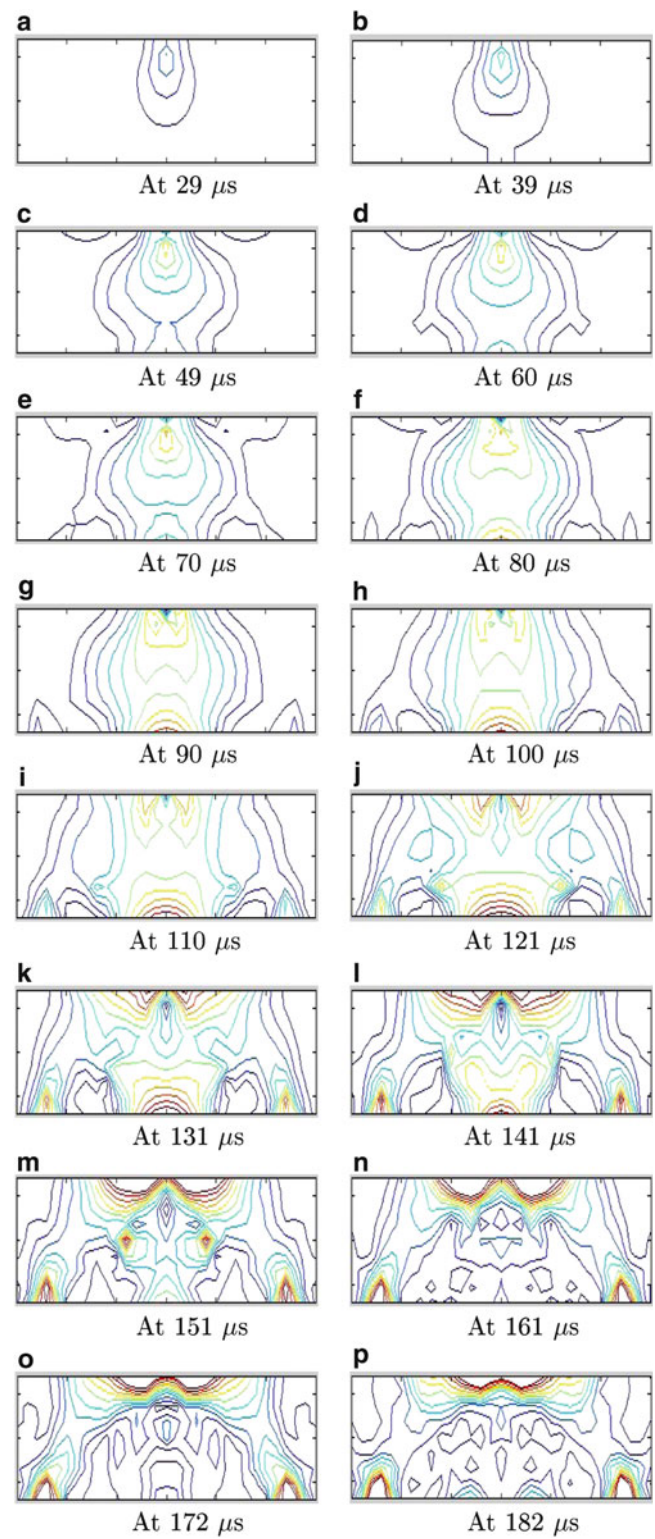 a
b
At 29 μs
At 39 μs
c
d
At 49 μs
At 60 μs
e
f
At 70 μs
At 80 μs
g
h
At 90 μs
At 100 μs
i
j
At 110 μs
At 121 μs
k
l
At 131 μs
At 141 μs
m
n
At 151 μs
At 161 μs
o
p
At 172 μs
At 182 μs